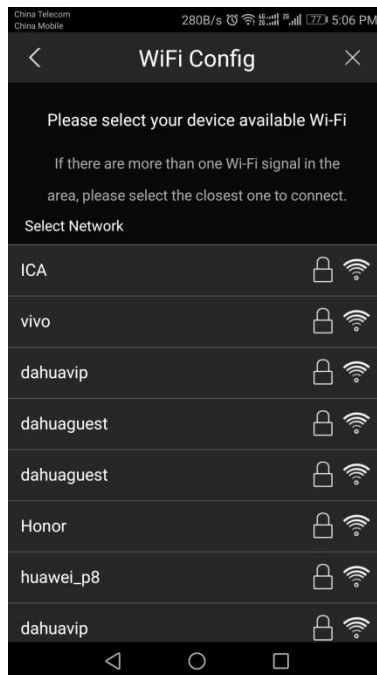 China Telecom
China Mobile
280B/s 77 5:06 PM
WiFi Config
Please select your device available Wi-Fi
If there are more than one Wi-Fi signal in the
area, please select the closest one to connect.
Select Network
ICA
vivo
dahuavip
dahuaguest
dahuaguest
Honor
huawei_p8
dahuavip